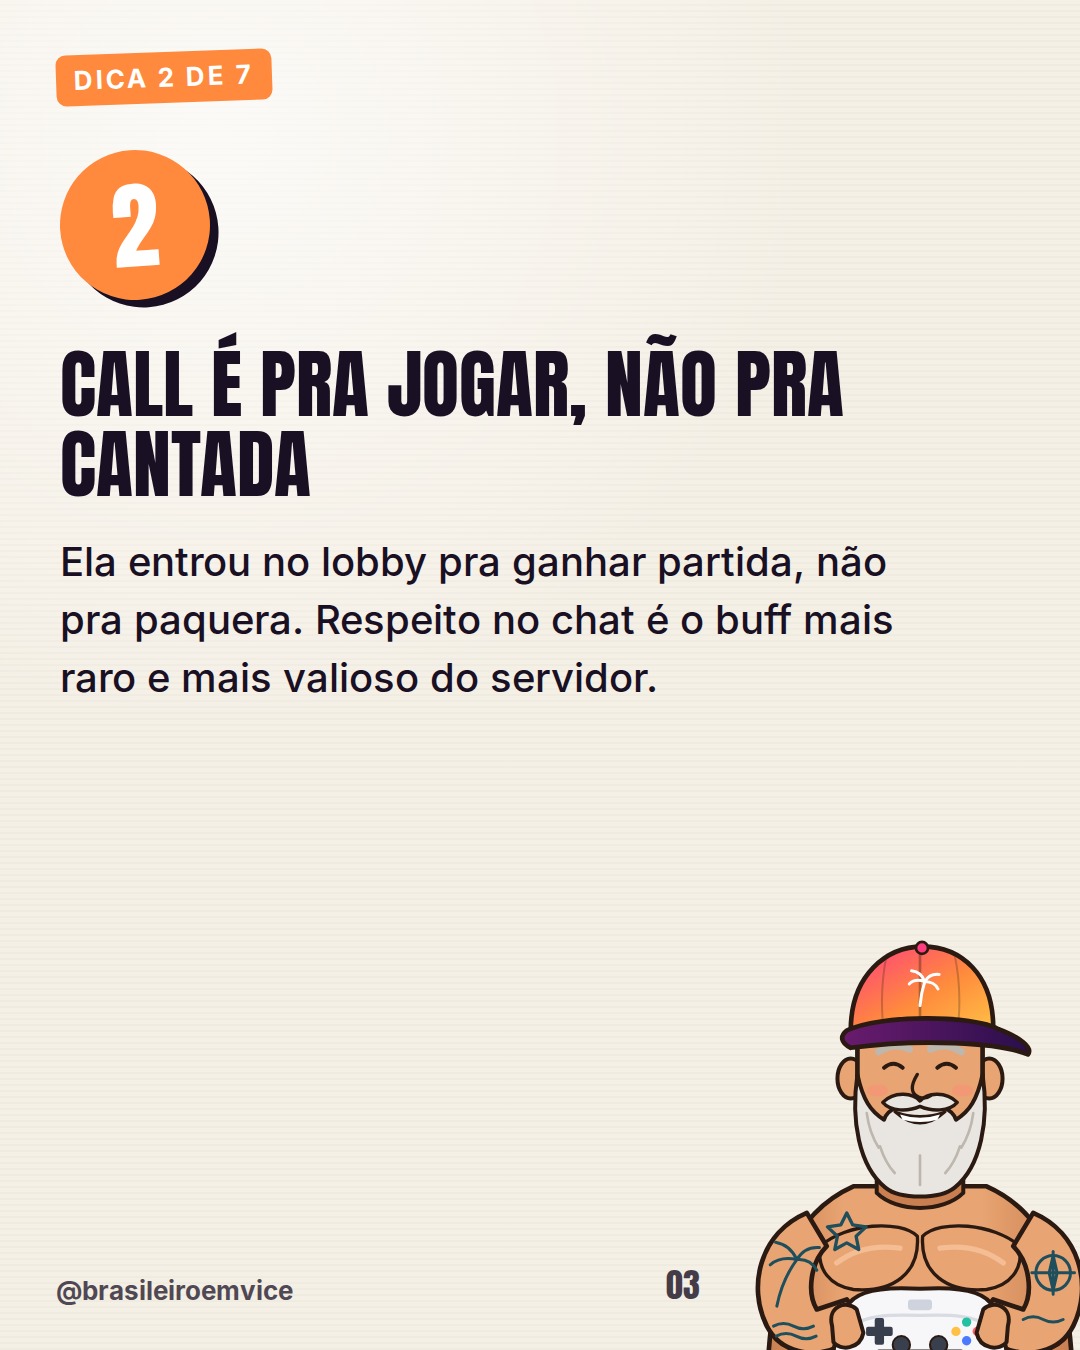 DICA 2 DE 7
2
CALL É PRA JOGAR, NÃO PRA
CANTADA
Ela entrou no lobby pra ganhar partida, não
pra paquera. Respeito no chat é o buff mais
raro e mais valioso do servidor.
@brasileiroemvice
03